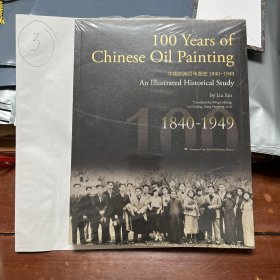 3
100 Years of
Chinese Oil Painting
中国油画百年图史 1840-1949
An Illustrated Historical Study
By Liu Xin
100
1840-1949